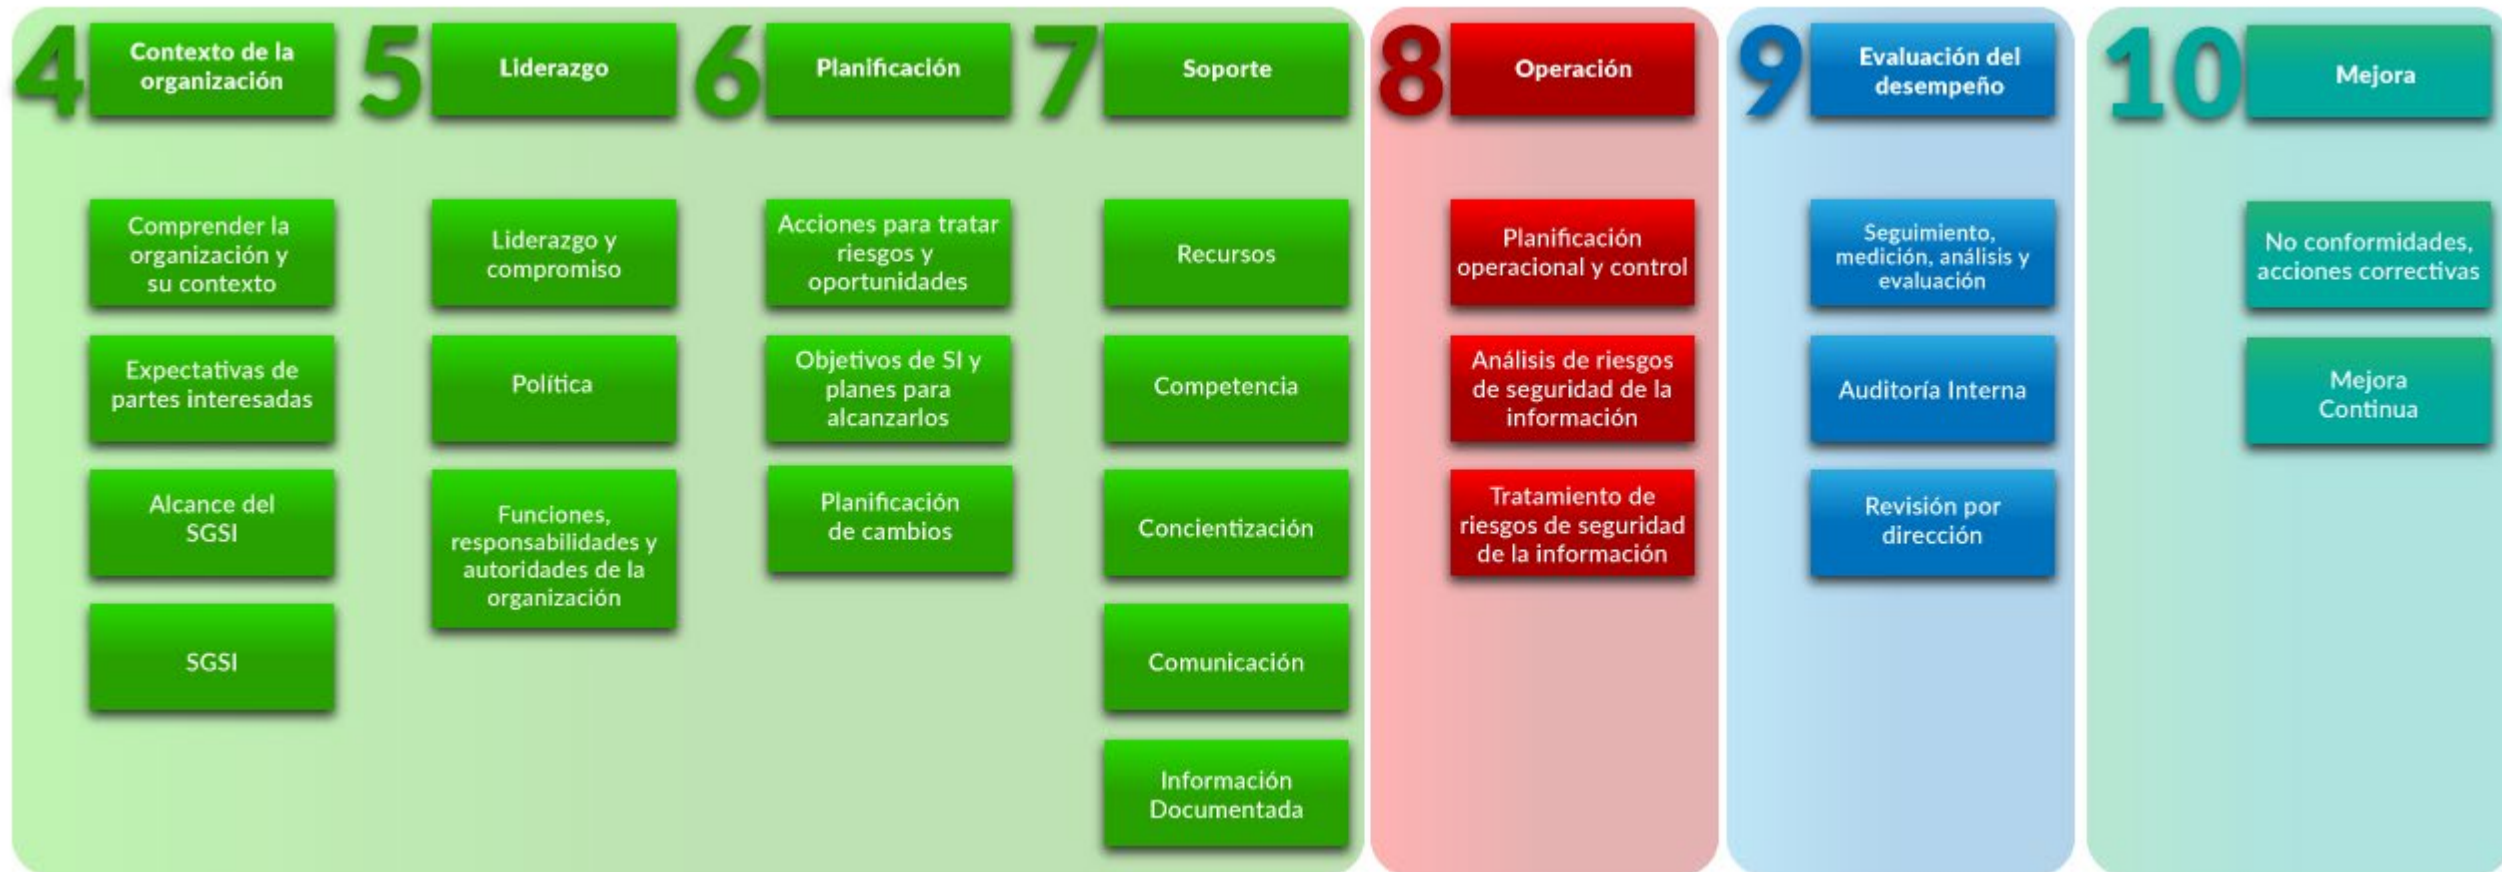 4
Contexto de la
organización
Comprender la
organización y
su contexto
Expectativas de
partes interesadas
Alcance del
SGSI
SGSI
5
Liderazgo
Liderazgo y
compromiso
Política
Funciones,
responsabilidades y
autoridades de la
organización
6
Planificación
Acciones para tratar
riesgos y
oportunidades
Objetivos de SI y
planes para
alcanzarlos
Planificación
de cambios
7
Soporte
Recursos
Competencia
Concientización
Comunicación
Información
Documentada
8
Operación
Planificación
operacional y control
Análisis de riesgos
de seguridad de la
información
Tratamiento de
riesgos de seguridad
de la información
9
Evaluación del
desempeño
Seguimiento,
medición, análisis y
evaluación
Auditoría Interna
Revisión por
dirección
10
Mejora
No conformidades,
acciones correctivas
Mejora
Continua